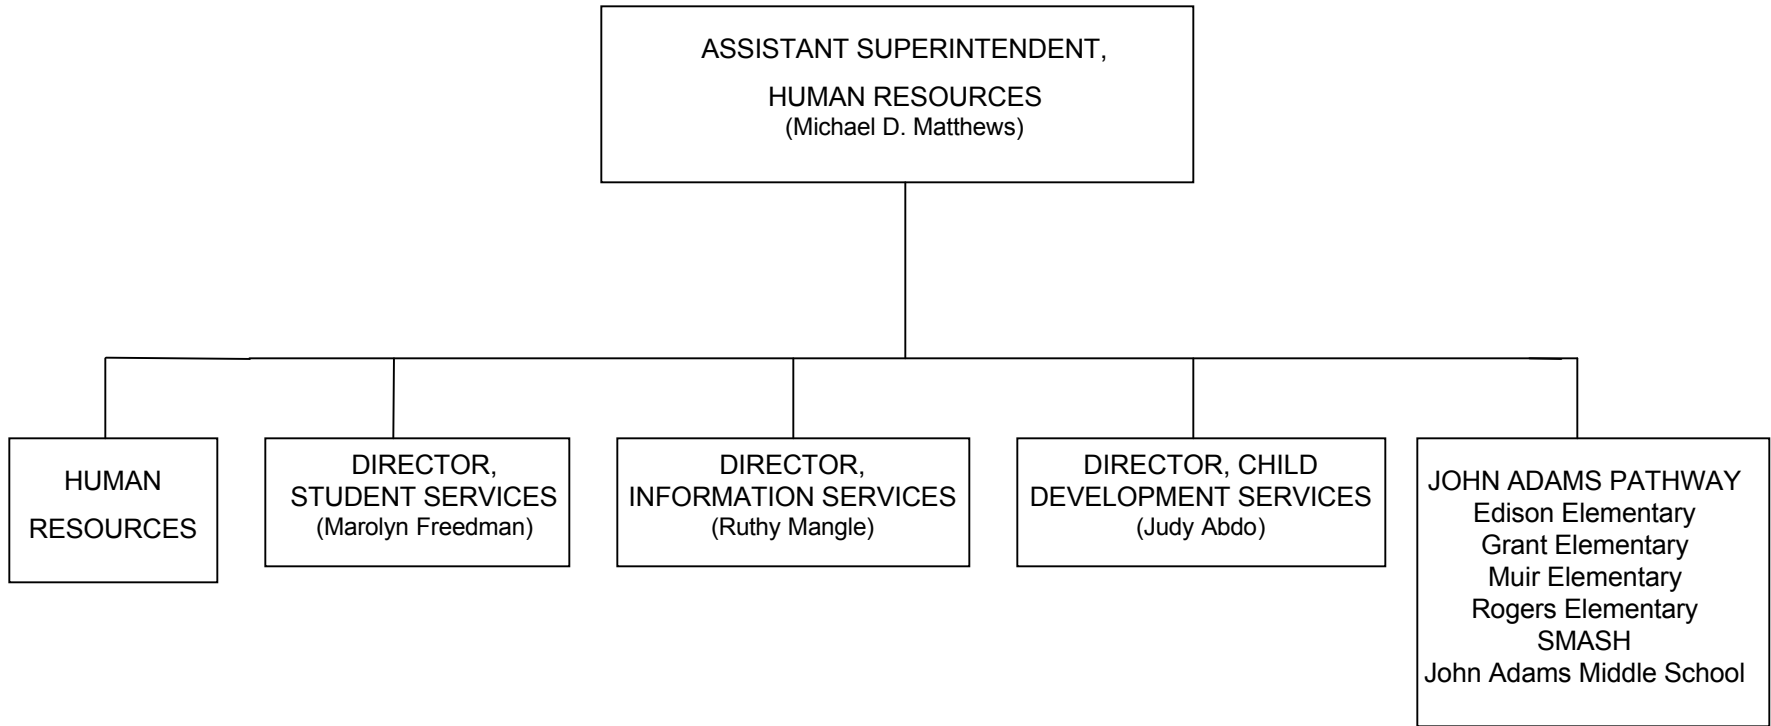 ASSISTANT SUPERINTENDENT,
HUMAN RESOURCES
(Michael D. Matthews)
HUMAN
RESOURCES
DIRECTOR,
STUDENT SERVICES
(Marolyn Freedman)
DIRECTOR,
INFORMATION SERVICES
(Ruthy Mangle)
DIRECTOR, CHILD
DEVELOPMENT SERVICES
(Judy Abdo)
JOHN ADAMS PATHWAY
Edison Elementary
Grant Elementary
Muir Elementary
Rogers Elementary
SMASH
John Adams Middle School